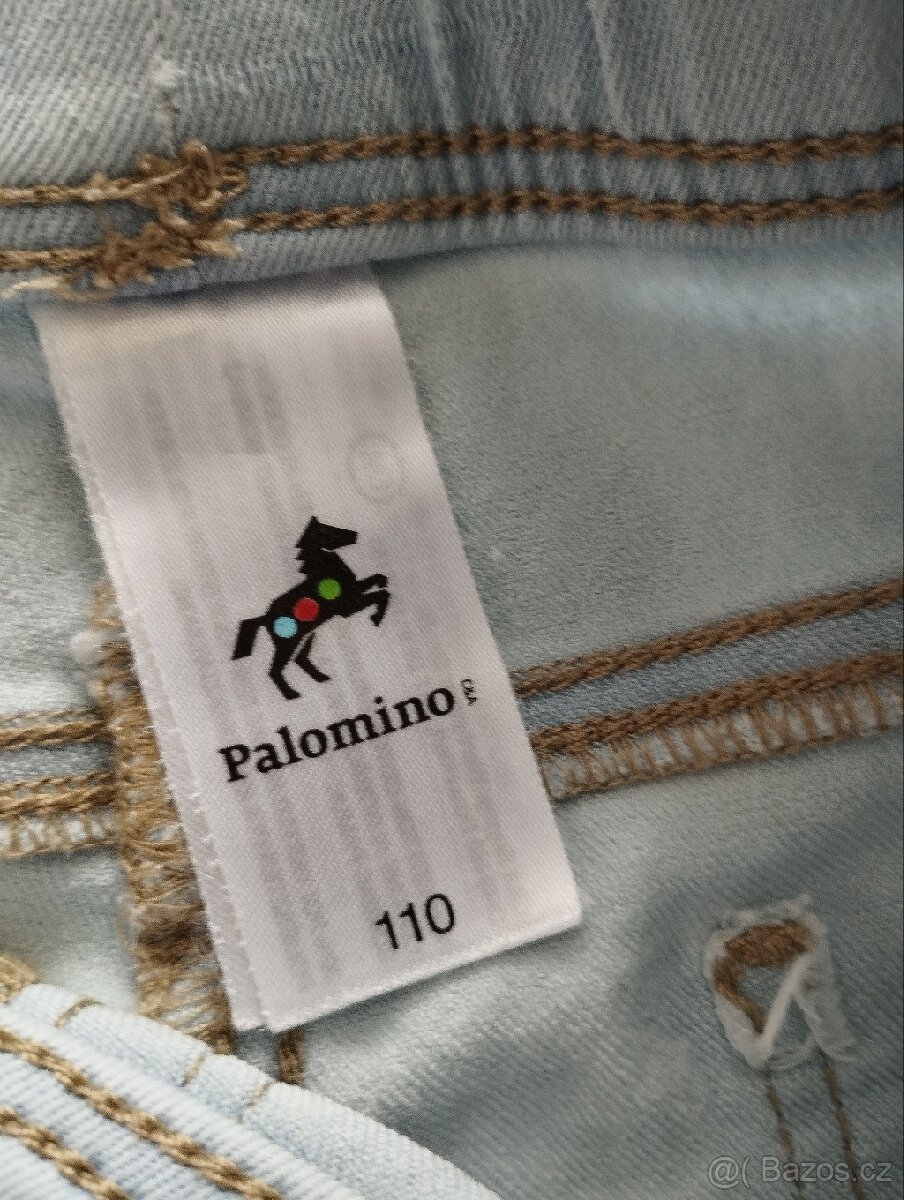 Palomino
C&A
110
@( Bazos.cz